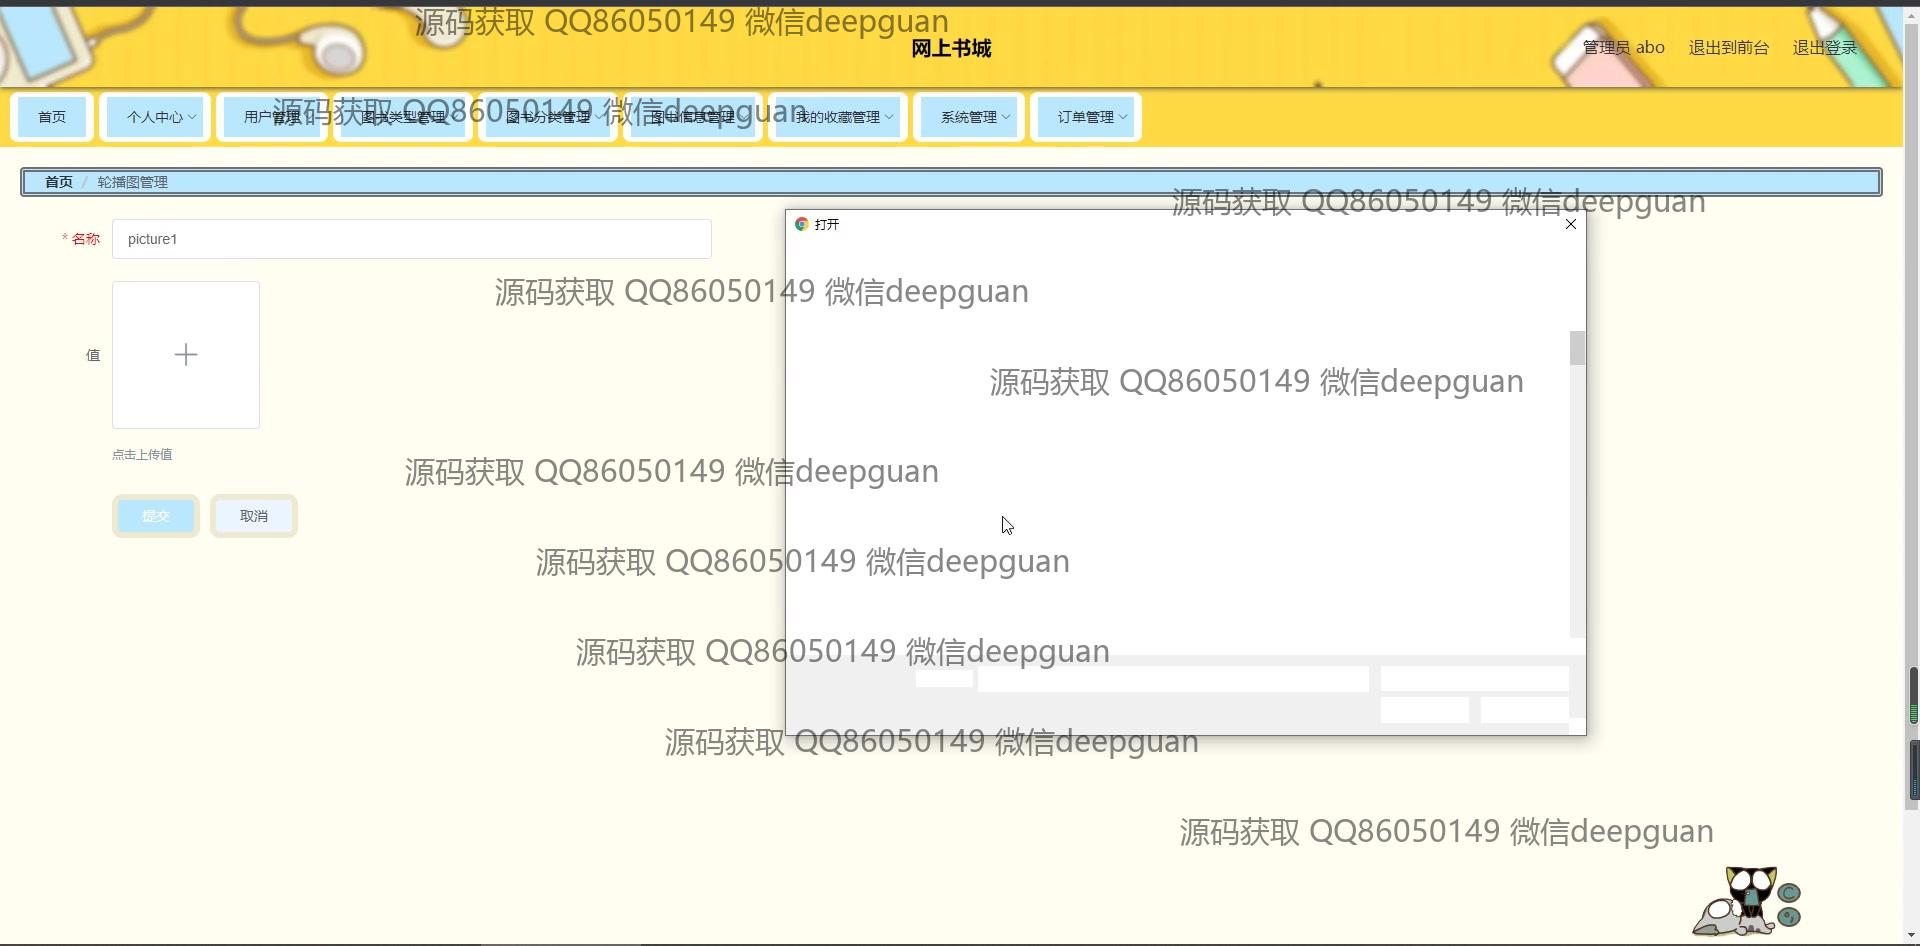 源码获取 QQ86050149 微信deepguan
网上书城
管理员 abo 退出到前台 退出登录
首页 个人中心 用户管理 图书类型管理 图书分类管理 图书信息管理 我的收藏管理 系统管理 订单管理
源码获取 QQ86050149 微信deepguan
首页 / 轮播图管理
源码获取 QQ86050149 微信deepguan
打开
* 名称 picture1
源码获取 QQ86050149 微信deepguan
值
源码获取 QQ86050149 微信deepguan
点击上传值
源码获取 QQ86050149 微信deepguan
提交 取消
源码获取 QQ86050149 微信deepguan
源码获取 QQ86050149 微信deepguan
源码获取 QQ86050149 微信deepguan
源码获取 QQ86050149 微信deepguan